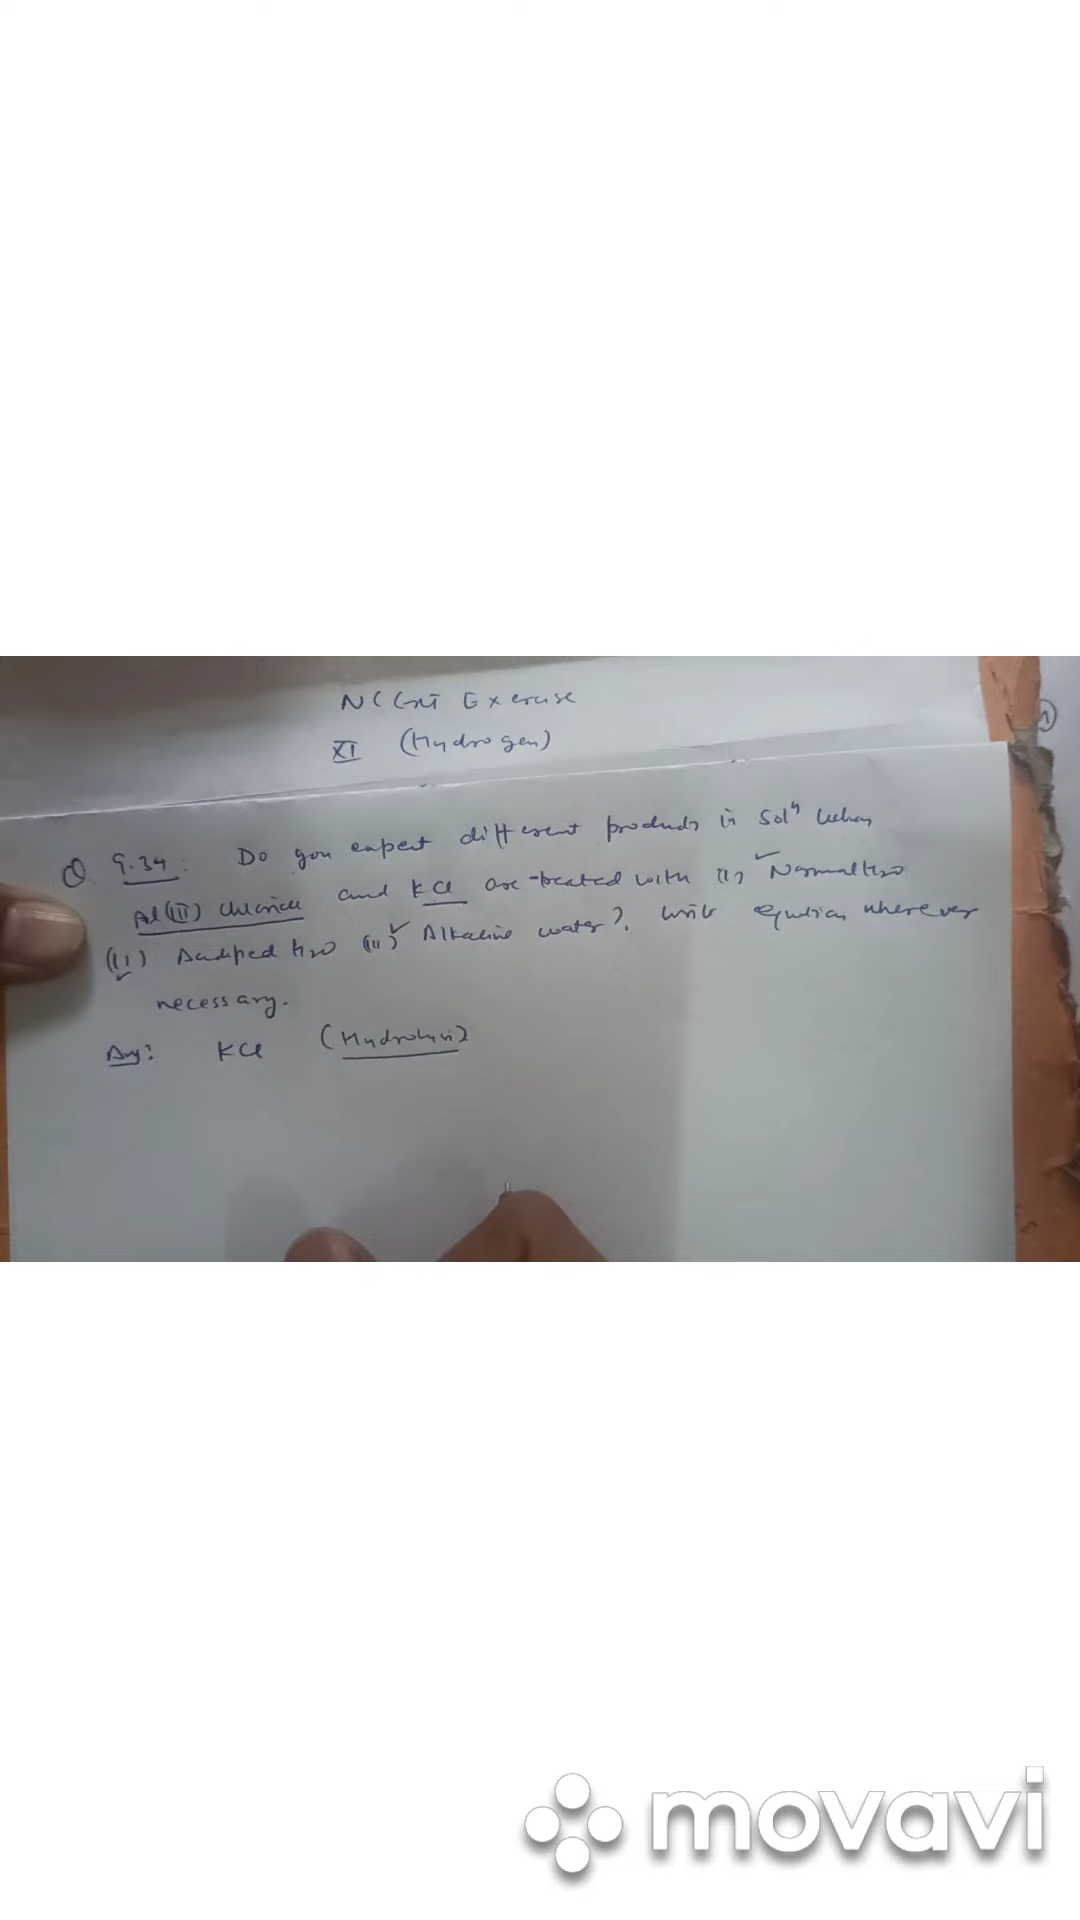 NCERT Exercise
XI (Hydrogen)
1
Q 9.34: Do you expect different products in Solⁿ when
Al(III) chloride and KCl are treated with (i) Normal H2O
(ii) Acidified H2O (iii) Alkaline water? Write equation wherever
necessary.
Ans: KCl (Hydrolysis)
movavi